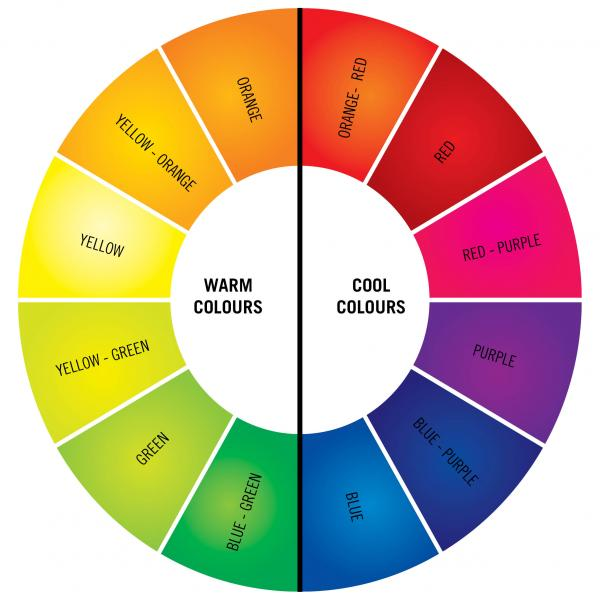 ORANGE
ORANGE- RED
YELLOW - ORANGE
RED
YELLOW
RED - PURPLE
WARM
COLOURS
COOL
COLOURS
YELLOW - GREEN
PURPLE
GREEN
BLUE - PURPLE
BLUE - GREEN
BLUE